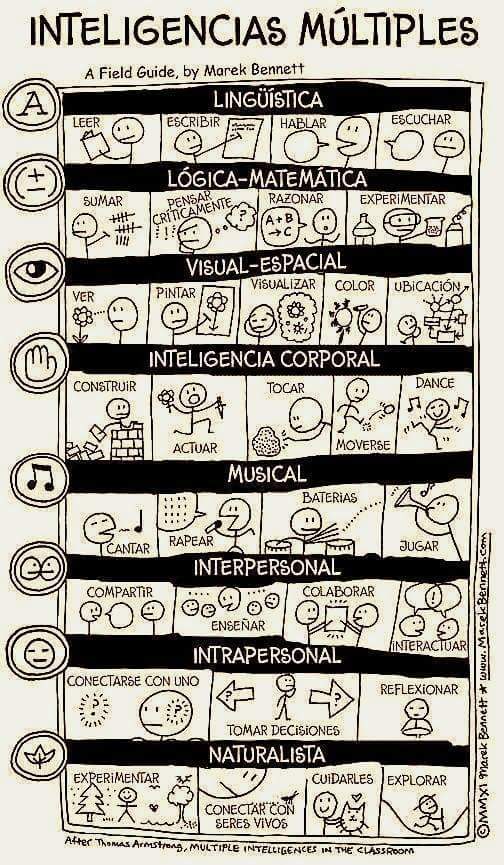 INTELIGENCIAS MÚLTIPLES
A Field Guide, by Marek Bennett
A
LINGÜÍSTICA
LEER
ESCRIBIR
HABLAR
ESCUCHAR
+
−
LÓGICA-MATEMÁTICA
SUMAR
PENSAR CRÍTICAMENTE
RAZONAR
EXPERIMENTAR
!!!
...?
A+B
→C
VISUAL-ESPACIAL
VER
PINTAR
VISUALIZAR
COLOR
UBICACIÓN
INTELIGENCIA CORPORAL
CONSTRUIR
ACTUAR
TOCAR
MOVERSE
DANCE
MUSICAL
CANTAR
RAPEAR
BATERIAS
JUGAR
INTERPERSONAL
COMPARTIR
ENSEÑAR
COLABORAR
INTERACTUAR
INTRAPERSONAL
CONECTARSE CON UNO
TOMAR DECISIONES
REFLEXIONAR
NATURALISTA
EXPERIMENTAR
CONECTAR CON
SERES VIVOS
CUIDARLES
EXPLORAR
After Thomas Armstrong, MULTIPLE INTELLIGENCES IN THE CLASSROOM
©MMXI Marek Bennett * www.MarekBennett.com